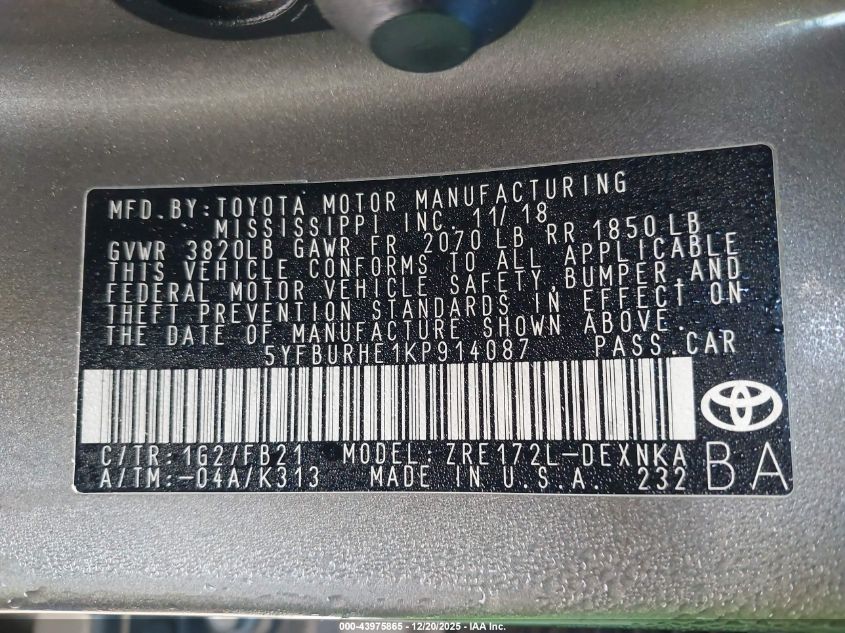 MFD.BY:TOYOTA MOTOR MANUFACTURING
MISSISSIPPI INC. 11/18
GVWR 3820LB GAWR FR 2070LB RR 1850LB
THIS VEHICLE CONFORMS TO ALL APPLICABLE
FEDERAL MOTOR VEHICLE SAFETY,BUMPER,AND
THEFT PREVENTION STANDARDS IN EFFECT ON
THE DATE OF MANUFACTURE SHOWN ABOVE.
5YFBURHE1KP914087 PASS.CAR
C/TR:1G2/FB21 MODEL:ZRE172L-DEXNKA
A/TM:-04A/K313 MADE IN U.S.A. 232
BA
000-43975865 - 12/20/2025 - IAA Inc.